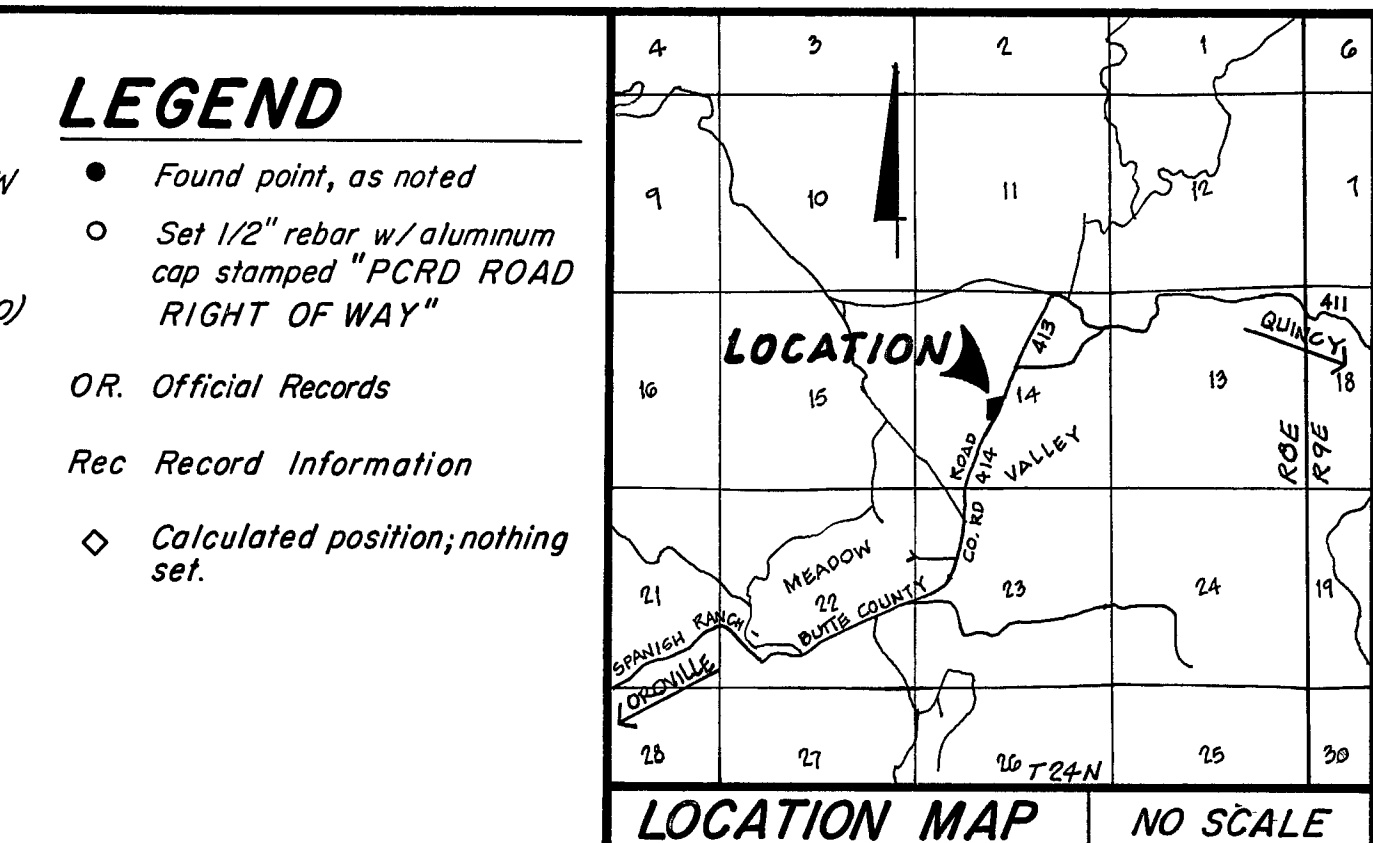 W
O)
LEGEND
Found point, as noted
Set 1/2" rebar w/ aluminum
cap stamped "PCRD ROAD
RIGHT OF WAY"
OR. Official Records
Rec Record Information
Calculated position; nothing
set.
4 3 2 1 6
9 10 11 12 7
411
QUINCY
413
LOCATION
16 15 14 13 18
ROAD
414
VALLEY
R8E
R9E
CO. RD
MEADOW
21 22 23 24 19
BUTTE COUNTY
SPANISH RANCH
OROVILLE
28 27 26 25 30
T24N
LOCATION MAP
NO SCALE